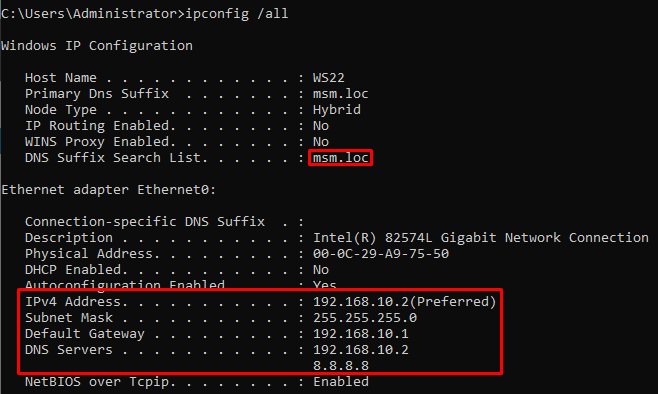 C:\Users\Administrator>ipconfig /all
Windows IP Configuration
Host Name . . . . . . . . . . . . : WS22
Primary Dns Suffix  . . . . . . . : msm.loc
Node Type . . . . . . . . . . . . : Hybrid
IP Routing Enabled. . . . . . . . : No
WINS Proxy Enabled. . . . . . . . : No
DNS Suffix Search List. . . . . . : msm.loc
Ethernet adapter Ethernet0:
Connection-specific DNS Suffix  . :
Description . . . . . . . . . . . : Intel(R) 82574L Gigabit Network Connection
Physical Address. . . . . . . . . : 00-0C-29-A9-75-50
DHCP Enabled. . . . . . . . . . . : No
Autoconfiguration Enabled . . . . : Yes
IPv4 Address. . . . . . . . . . . : 192.168.10.2(Preferred)
Subnet Mask . . . . . . . . . . . : 255.255.255.0
Default Gateway . . . . . . . . . : 192.168.10.1
DNS Servers . . . . . . . . . . . : 192.168.10.2
8.8.8.8
NetBIOS over Tcpip. . . . . . . . : Enabled